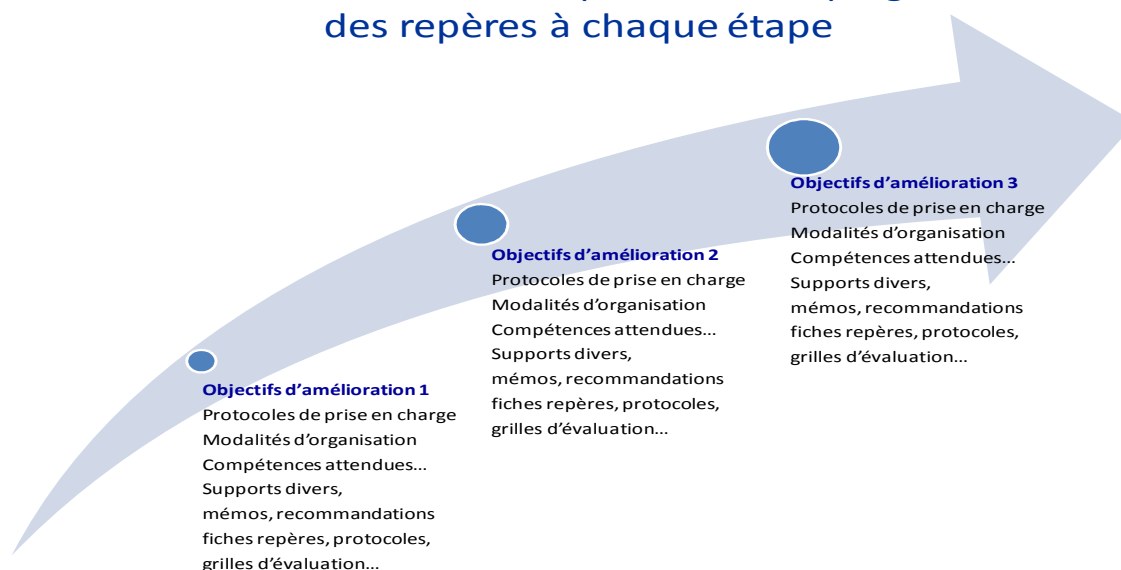 des repères à chaque étape
Objectifs d'amélioration 1
Protocoles de prise en charge
Modalités d'organisation
Compétences attendues...
Supports divers,
mémos, recommandations
fiches repères, protocoles,
grilles d'évaluation...
Objectifs d'amélioration 2
Protocoles de prise en charge
Modalités d'organisation
Compétences attendues...
Supports divers,
mémos, recommandations
fiches repères, protocoles,
grilles d'évaluation...
Objectifs d'amélioration 3
Protocoles de prise en charge
Modalités d'organisation
Compétences attendues...
Supports divers,
mémos, recommandations
fiches repères, protocoles,
grilles d'évaluation...